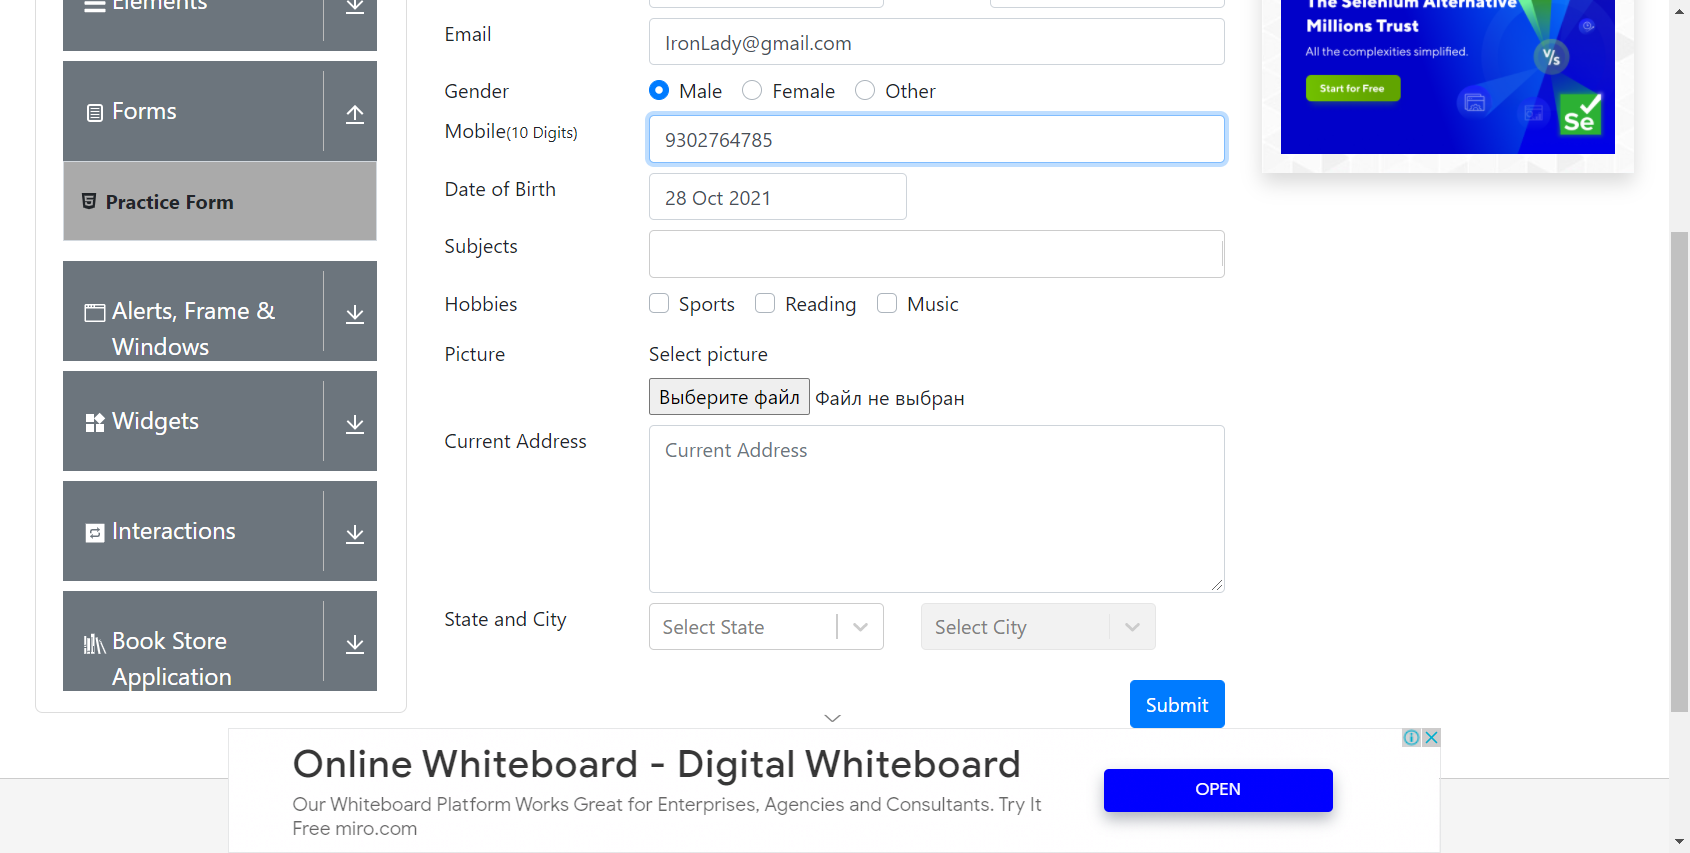 Elements
Forms
Practice Form
Alerts, Frame &
Windows
Widgets
Interactions
Book Store
Application
Email
IronLady@gmail.com
Gender
Male
Female
Other
Mobile(10 Digits)
9302764785
Date of Birth
28 Oct 2021
Subjects
Hobbies
Sports
Reading
Music
Picture
Select picture
Выберите файл
Файл не выбран
Current Address
Current Address
State and City
Select State
Select City
Submit
The Selenium Alternative
Millions Trust
All the complexities simplified.
Start for Free
V/s
Se
Online Whiteboard - Digital Whiteboard
Our Whiteboard Platform Works Great for Enterprises, Agencies and Consultants. Try It
Free miro.com
OPEN